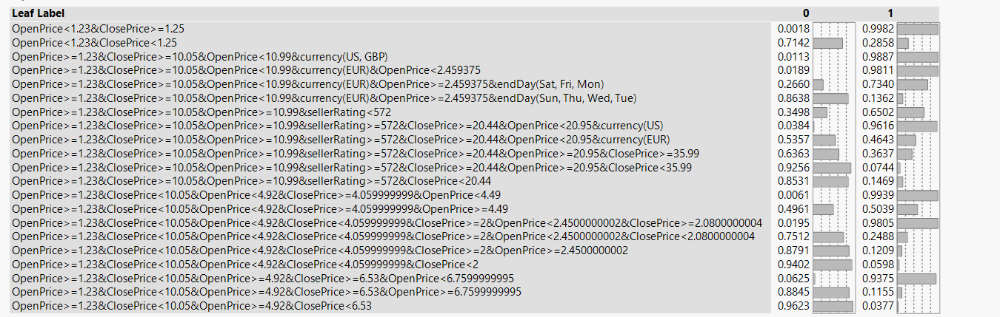 Leaf Label 0 1
OpenPrice<1.23&ClosePrice>=1.25 0.0018 0.9982
OpenPrice<1.23&ClosePrice<1.25 0.7142 0.2858
OpenPrice>=1.23&ClosePrice>=10.05&OpenPrice<10.99&currency(US, GBP) 0.0113 0.9887
OpenPrice>=1.23&ClosePrice>=10.05&OpenPrice<10.99&currency(EUR)&OpenPrice<2.459375 0.0189 0.9811
OpenPrice>=1.23&ClosePrice>=10.05&OpenPrice<10.99&currency(EUR)&OpenPrice>=2.459375&endDay(Sat, Fri, Mon) 0.2660 0.7340
OpenPrice>=1.23&ClosePrice>=10.05&OpenPrice<10.99&currency(EUR)&OpenPrice>=2.459375&endDay(Sun, Thu, Wed, Tue) 0.8638 0.1362
OpenPrice>=1.23&ClosePrice>=10.05&OpenPrice>=10.99&sellerRating<572 0.3498 0.6502
OpenPrice>=1.23&ClosePrice>=10.05&OpenPrice>=10.99&sellerRating>=572&ClosePrice>=20.44&OpenPrice<20.95&currency(US) 0.0384 0.9616
OpenPrice>=1.23&ClosePrice>=10.05&OpenPrice>=10.99&sellerRating>=572&ClosePrice>=20.44&OpenPrice<20.95&currency(EUR) 0.5357 0.4643
OpenPrice>=1.23&ClosePrice>=10.05&OpenPrice>=10.99&sellerRating>=572&ClosePrice>=20.44&OpenPrice>=20.95&ClosePrice>=35.99 0.6363 0.3637
OpenPrice>=1.23&ClosePrice>=10.05&OpenPrice>=10.99&sellerRating>=572&ClosePrice>=20.44&OpenPrice>=20.95&ClosePrice<35.99 0.9256 0.0744
OpenPrice>=1.23&ClosePrice>=10.05&OpenPrice>=10.99&sellerRating>=572&ClosePrice<20.44 0.8531 0.1469
OpenPrice>=1.23&ClosePrice<10.05&OpenPrice<4.92&ClosePrice>=4.059999999&OpenPrice<4.49 0.0061 0.9939
OpenPrice>=1.23&ClosePrice<10.05&OpenPrice<4.92&ClosePrice>=4.059999999&OpenPrice>=4.49 0.4961 0.5039
OpenPrice>=1.23&ClosePrice<10.05&OpenPrice<4.92&ClosePrice<4.059999999&ClosePrice>=2&OpenPrice<2.4500000002&ClosePrice>=2.0800000004 0.0195 0.9805
OpenPrice>=1.23&ClosePrice<10.05&OpenPrice<4.92&ClosePrice<4.059999999&ClosePrice>=2&OpenPrice<2.4500000002&ClosePrice<2.0800000004 0.7512 0.2488
OpenPrice>=1.23&ClosePrice<10.05&OpenPrice<4.92&ClosePrice<4.059999999&ClosePrice>=2&OpenPrice>=2.4500000002 0.8791 0.1209
OpenPrice>=1.23&ClosePrice<10.05&OpenPrice<4.92&ClosePrice<4.059999999&ClosePrice<2 0.9402 0.0598
OpenPrice>=1.23&ClosePrice<10.05&OpenPrice>=4.92&ClosePrice>=6.53&OpenPrice<6.7599999995 0.0625 0.9375
OpenPrice>=1.23&ClosePrice<10.05&OpenPrice>=4.92&ClosePrice>=6.53&OpenPrice>=6.7599999995 0.8845 0.1155
OpenPrice>=1.23&ClosePrice<10.05&OpenPrice>=4.92&ClosePrice<6.53 0.9623 0.0377